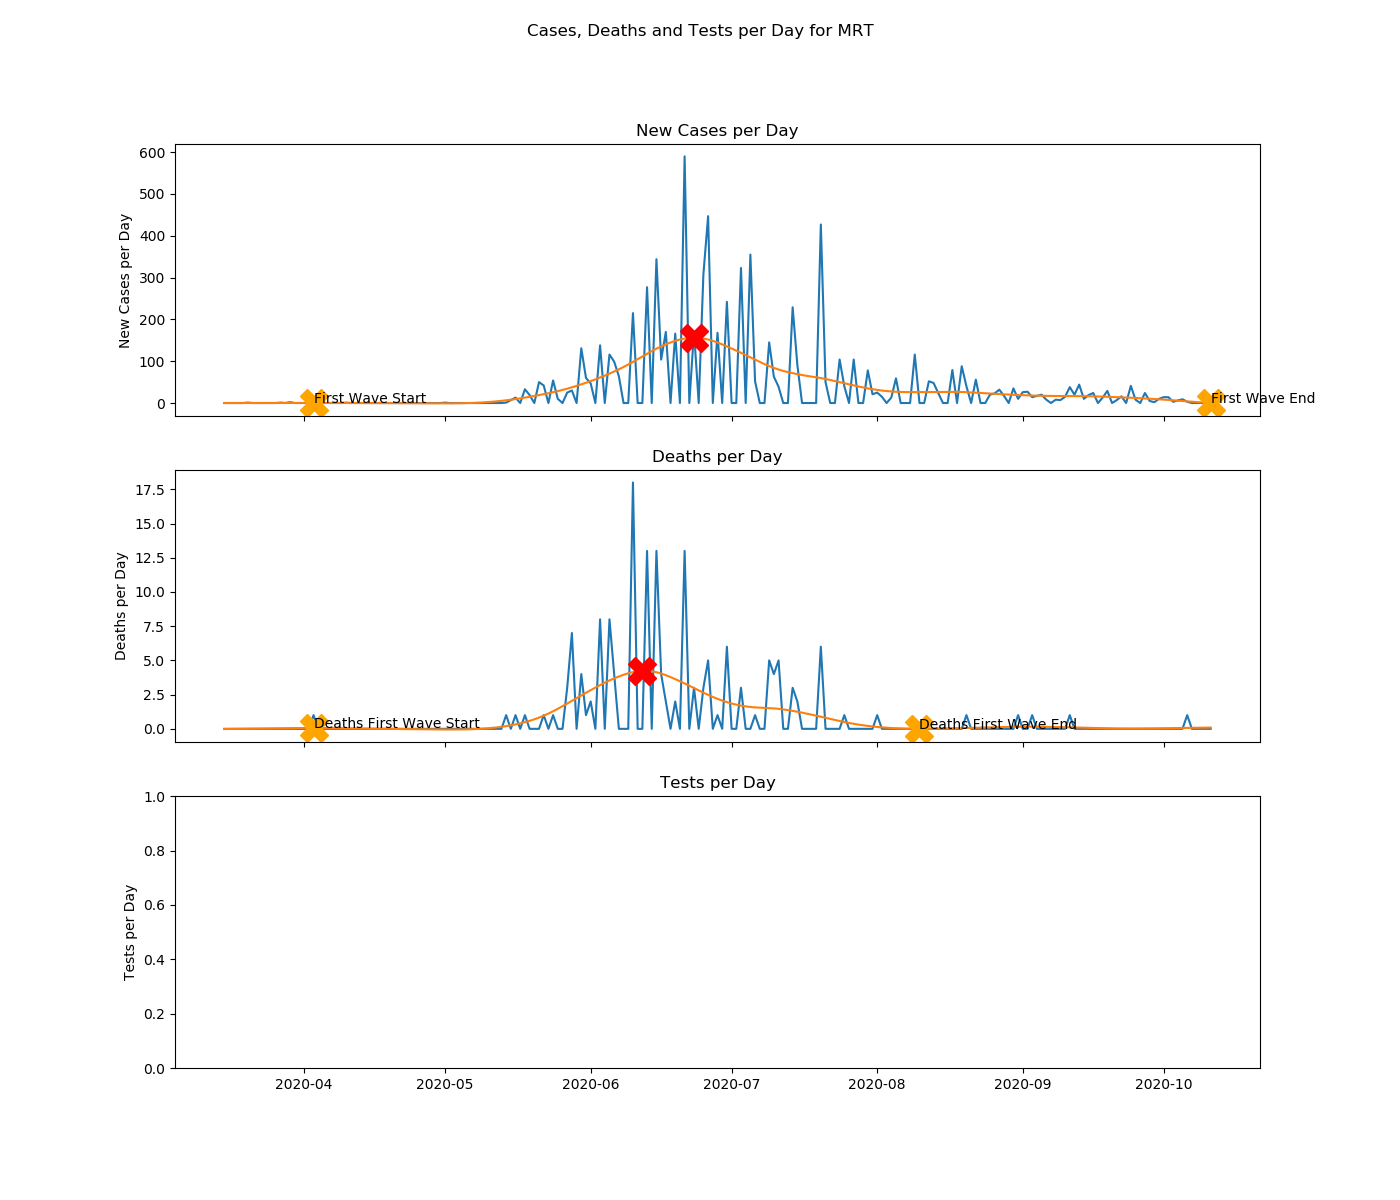 Cases, Deaths and Tests per Day for MRT
New Cases per Day
New Cases per Day
600
500
400
300
200
100
0
First Wave Start
First Wave End
Deaths per Day
Deaths per Day
17.5
15.0
12.5
10.0
7.5
5.0
2.5
0.0
Deaths First Wave Start
Deaths First Wave End
Tests per Day
Tests per Day
1.0
0.8
0.6
0.4
0.2
0.0
2020-04 2020-05 2020-06 2020-07 2020-08 2020-09 2020-10